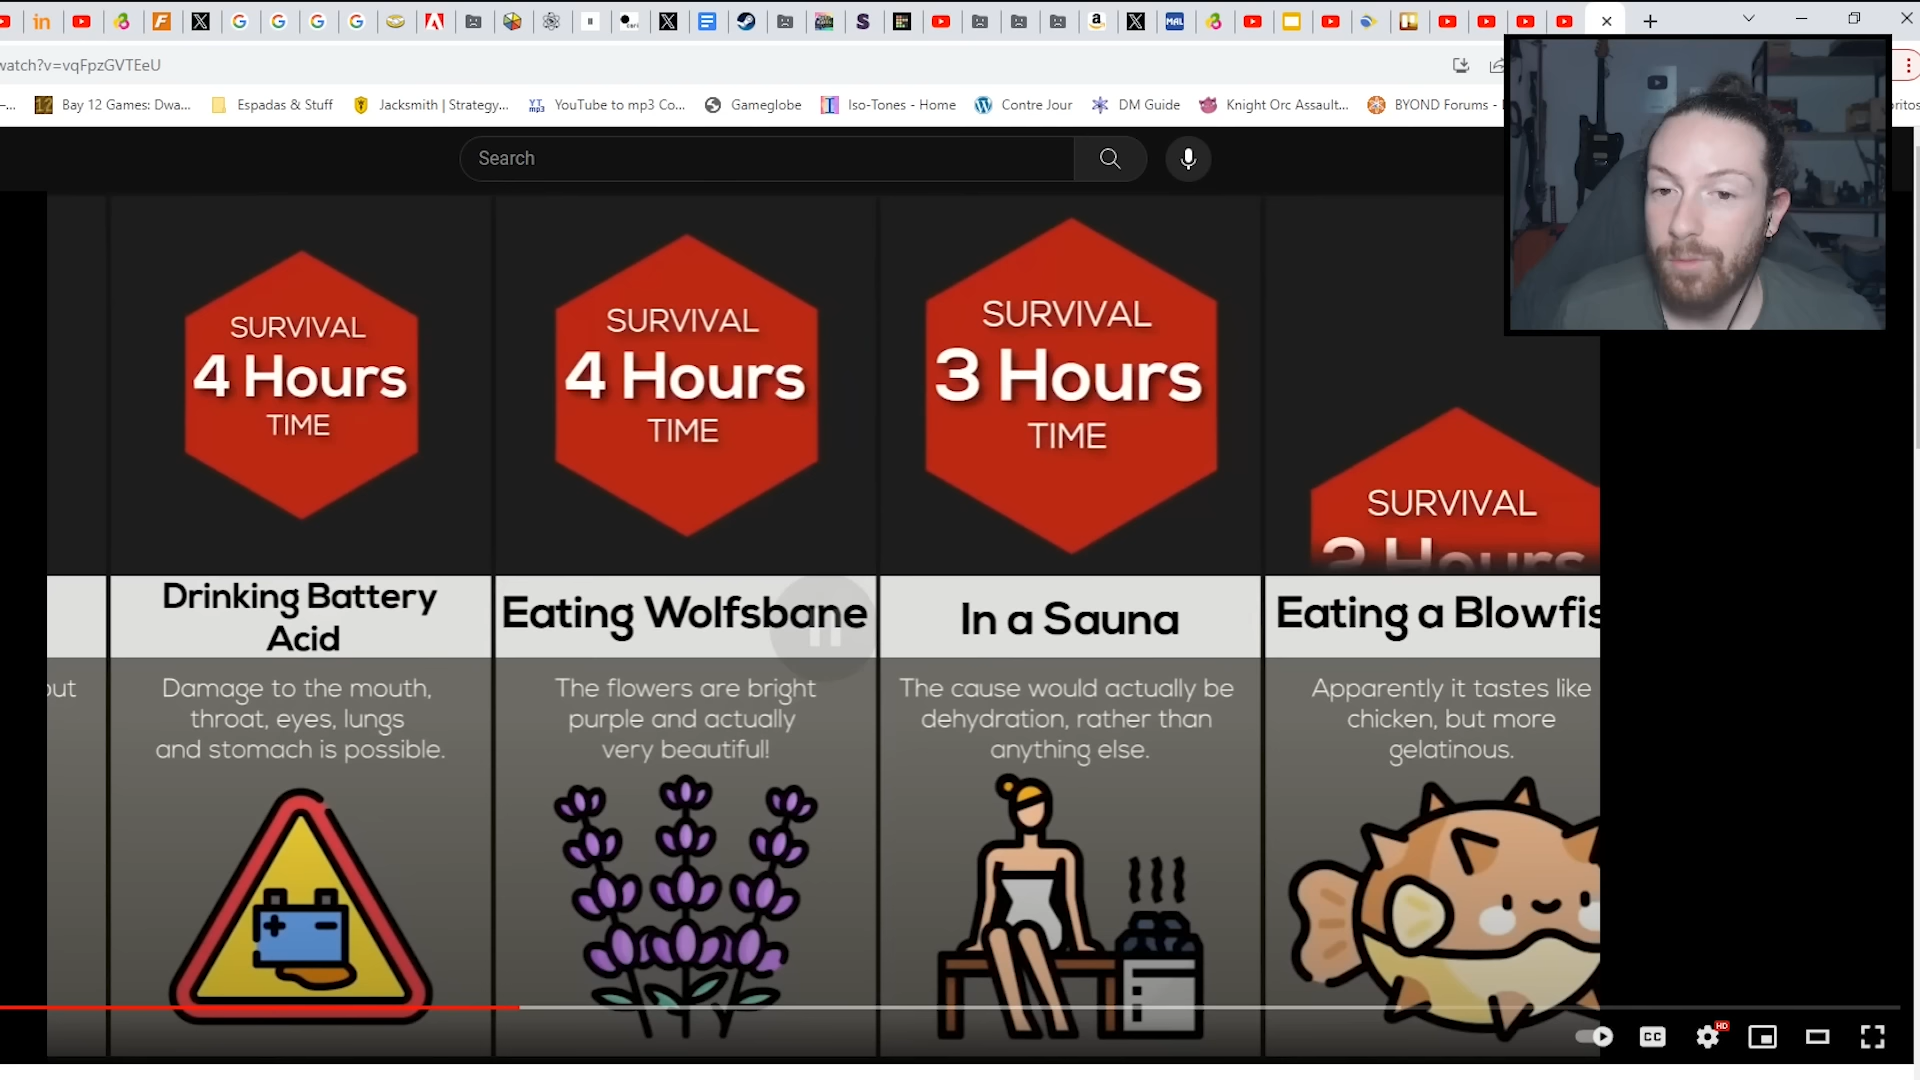 watch?v=vqFpzGVTEeU
Bay 12 Games: Dwa...
Espadas & Stuff
Jacksmith | Strategy...
YouTube to mp3 Co...
Gameglobe
Iso-Tones - Home
Contre Jour
DM Guide
Knight Orc Assault...
BYOND Forums -
Search
SURVIVAL
4 Hours
TIME
SURVIVAL
4 Hours
TIME
SURVIVAL
3 Hours
TIME
SURVIVAL
Hours
out
Drinking Battery
Acid
Damage to the mouth,
throat, eyes, lungs
and stomach is possible.
Eating Wolfsbane
The flowers are bright
purple and actually
very beautiful!
In a Sauna
The cause would actually be
dehydration, rather than
anything else.
Eating a Blowfis
Apparently it tastes like
chicken, but more
gelatinous.
CC
HD